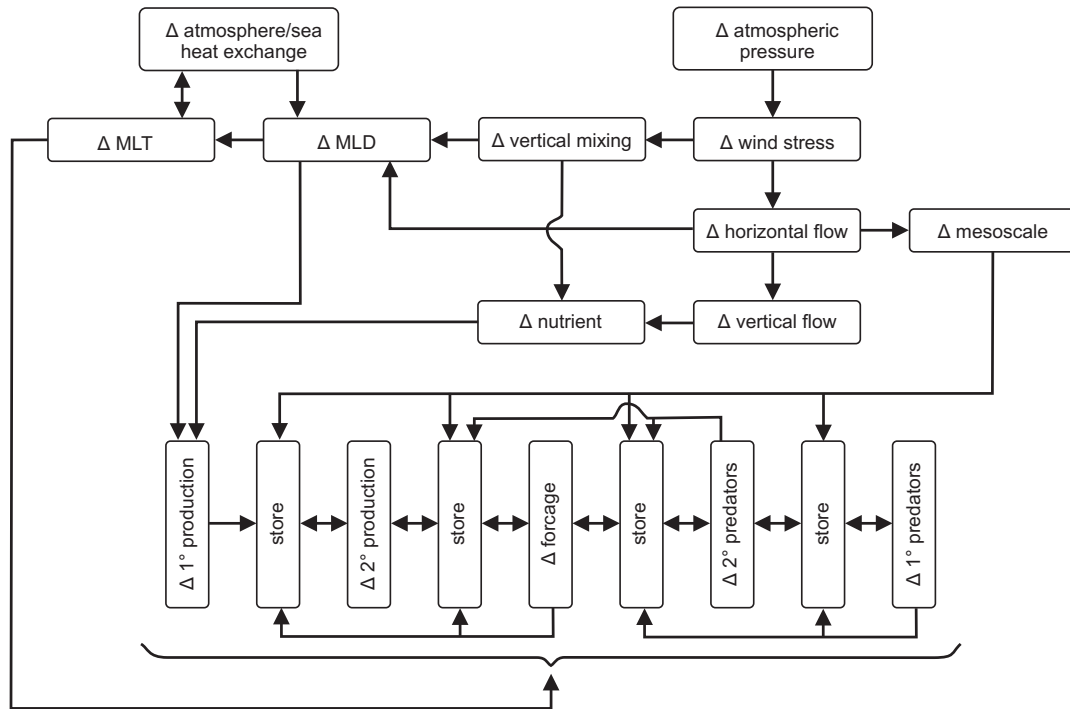 Δ atmosphere/sea
heat exchange
Δ atmospheric
pressure
Δ MLT
Δ MLD
Δ vertical mixing
Δ wind stress
Δ horizontal flow
Δ mesoscale
Δ nutrient
Δ vertical flow
Δ 1° production
store
Δ 2° production
store
Δ forcage
store
Δ 2° predators
store
Δ 1° predators